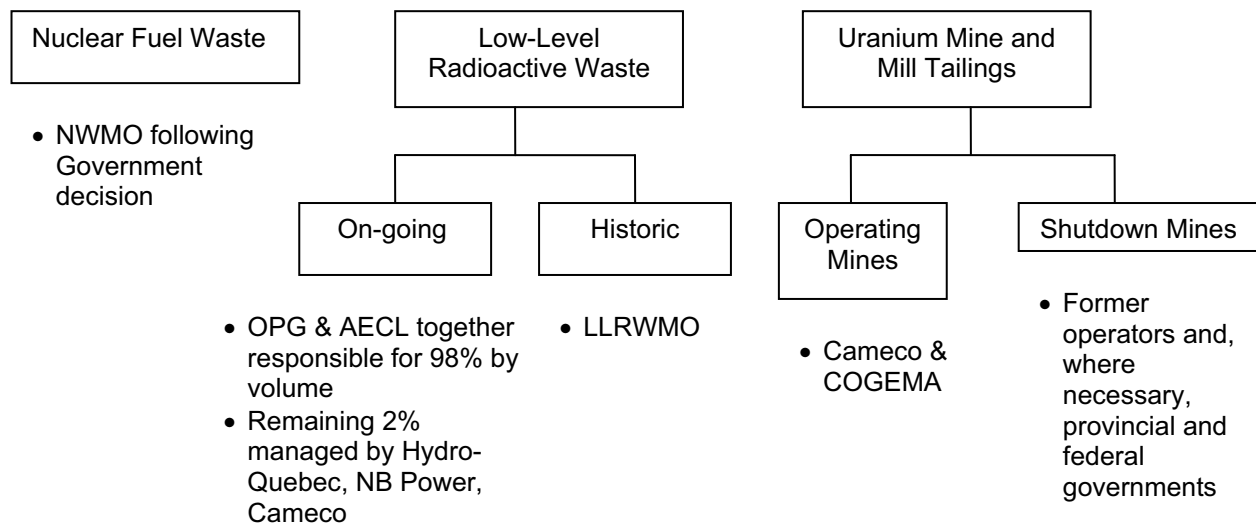 Nuclear Fuel Waste
• NWMO following
Government
decision
Low-Level
Radioactive Waste
On-going
• OPG & AECL together
responsible for 98% by
volume
• Remaining 2%
managed by Hydro-
Quebec, NB Power,
Cameco
Historic
• LLRWMO
Uranium Mine and
Mill Tailings
Operating
Mines
• Cameco &
COGEMA
Shutdown Mines
• Former
operators and,
where
necessary,
provincial and
federal
governments